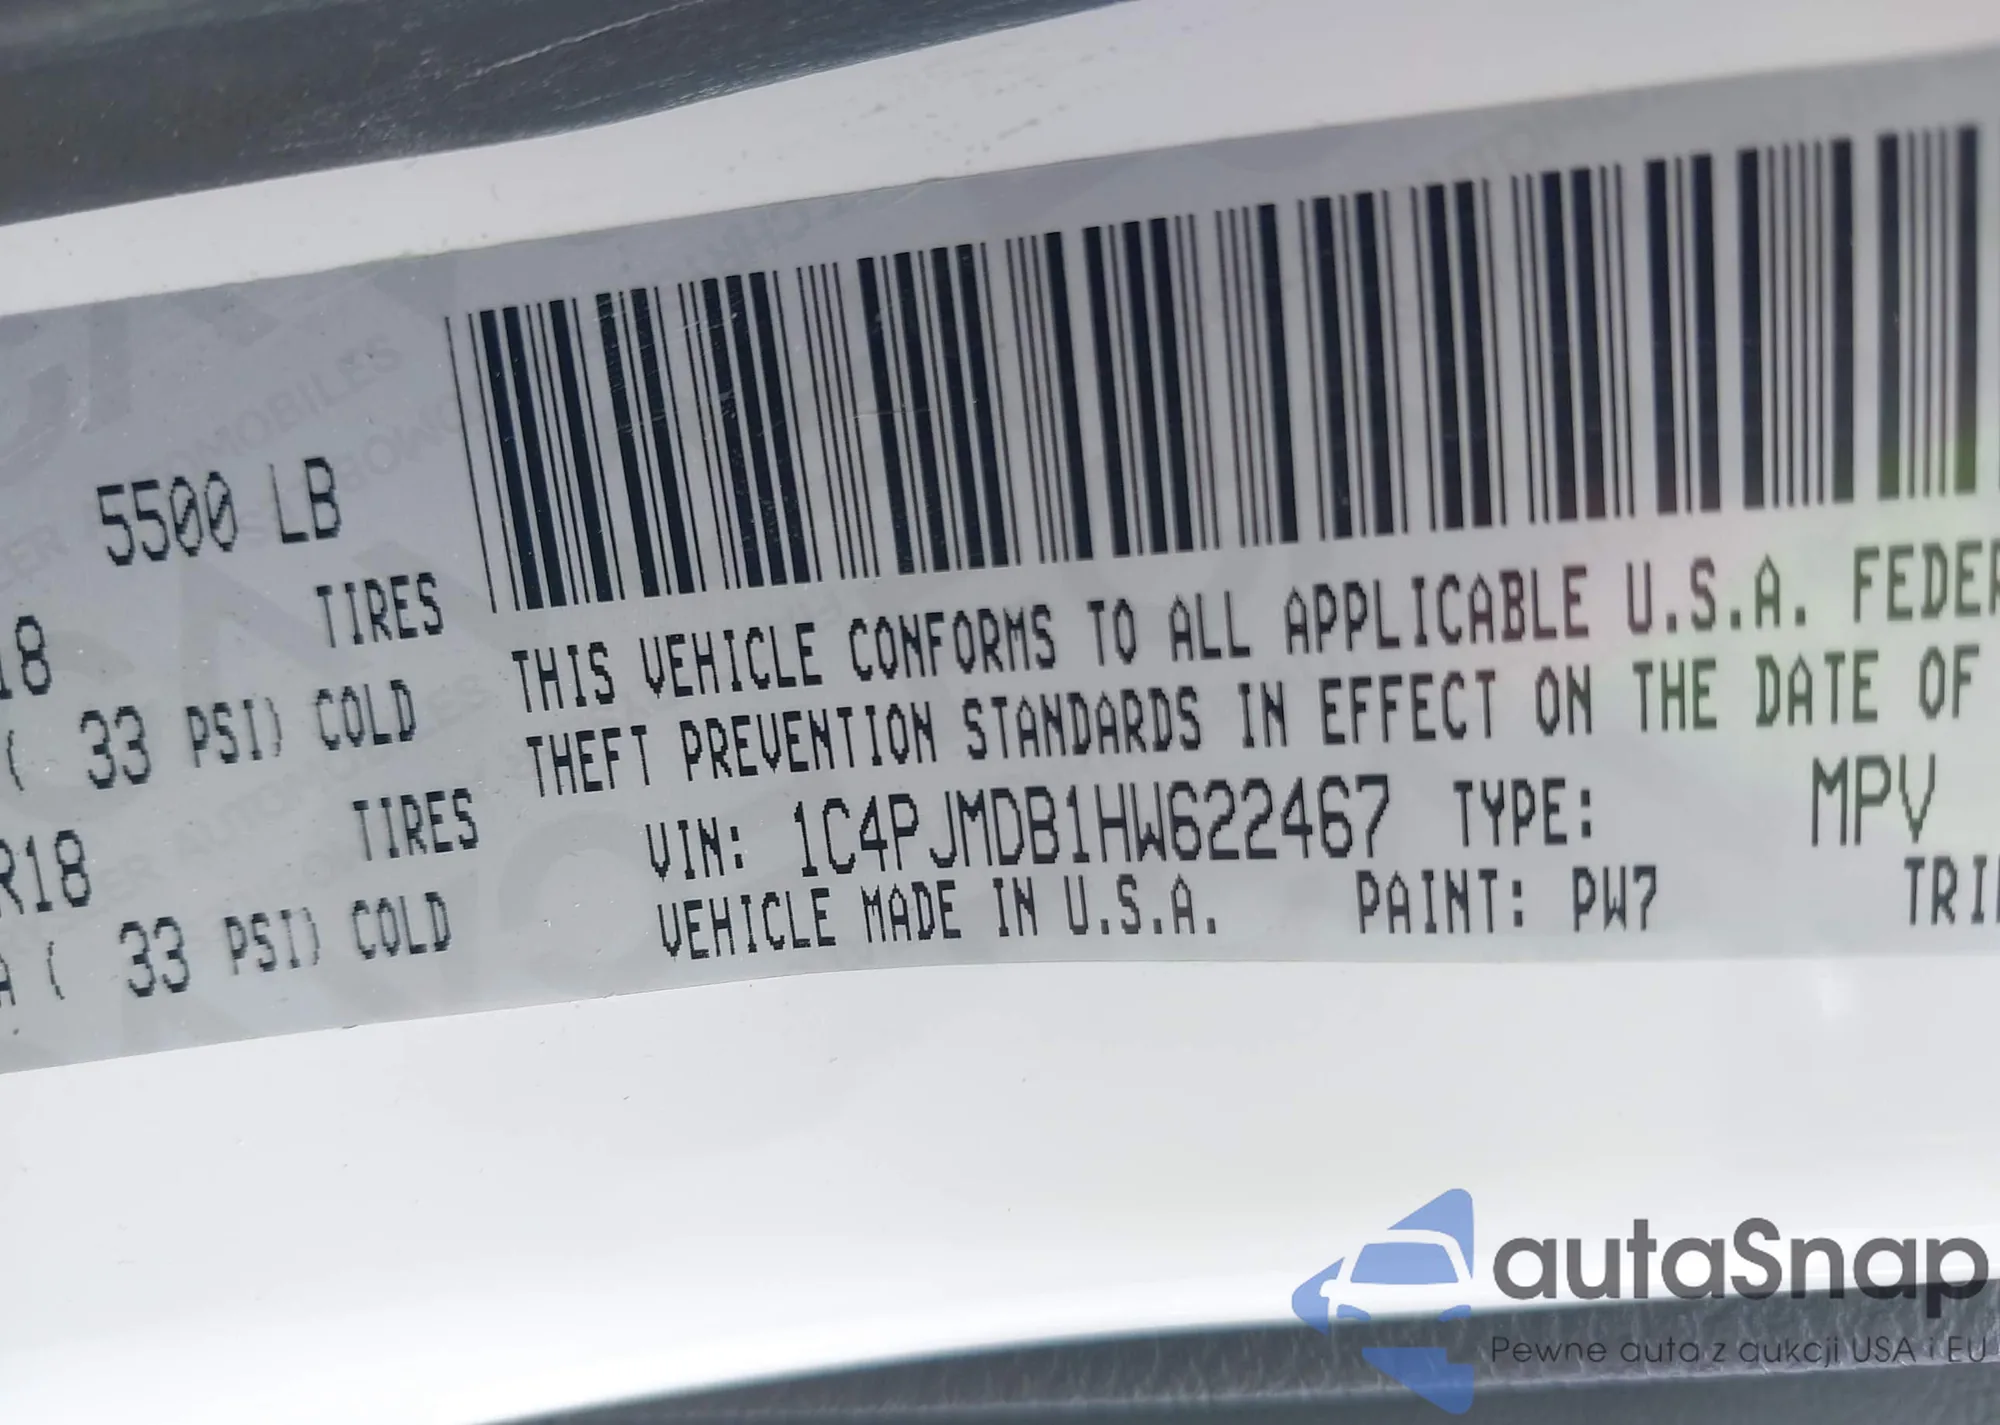 5500 LB
18 TIRES
( 33 PSI) COLD
R18 TIRES
A ( 33 PSI) COLD
THIS VEHICLE CONFORMS TO ALL APPLICABLE U.S.A. FEDER
THEFT PREVENTION STANDARDS IN EFFECT ON THE DATE OF
VIN: 1C4PJMDB1HW622467 TYPE: MPV
VEHICLE MADE IN U.S.A. PAINT: PW7 TRI
autaSnap
Pewne auta z aukcji USA i EU